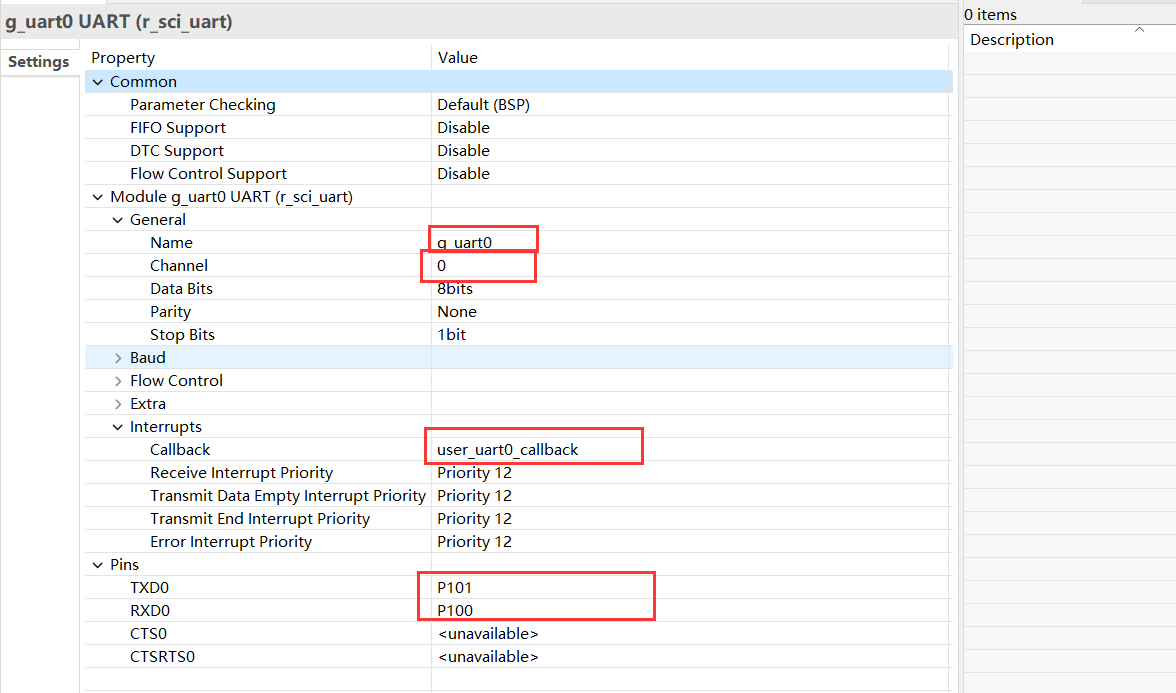 g_uart0 UART (r_sci_uart)
0 items
Settings
Property Value
Description
Common
Parameter Checking Default (BSP)
FIFO Support Disable
DTC Support Disable
Flow Control Support Disable
Module g_uart0 UART (r_sci_uart)
General
Name g_uart0
Channel 0
Data Bits 8bits
Parity None
Stop Bits 1bit
Baud
Flow Control
Extra
Interrupts
Callback user_uart0_callback
Receive Interrupt Priority Priority 12
Transmit Data Empty Interrupt Priority Priority 12
Transmit End Interrupt Priority Priority 12
Error Interrupt Priority Priority 12
Pins
TXD0 P101
RXD0 P100
CTS0 <unavailable>
CTSRTS0 <unavailable>